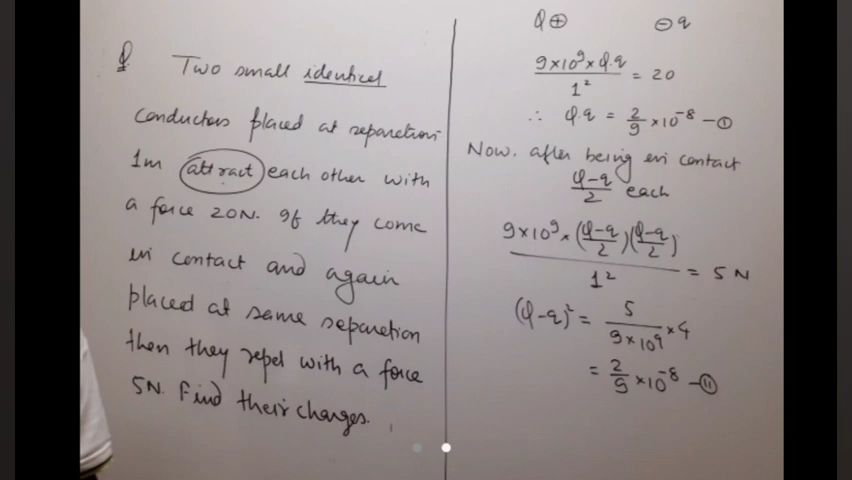 Q. Two small identical
conductors placed at separation
1m attract each other with
a force 20N. If they come
in contact and again
placed at same separation
then they repel with a force
5N. Find their charges.
Q⊕ ⊖q
9×10⁹×Q.q / 1² = 20
∴ Q.q = 2/9 ×10⁻⁸ —①
Now. after being in contact
Q-q/2 each
9×10⁹×(Q-q/2)(Q-q/2) / 1² = 5N
(Q-q)² = 5/9×10⁹ ×4
= 2/9 ×10⁻⁸ —⑪